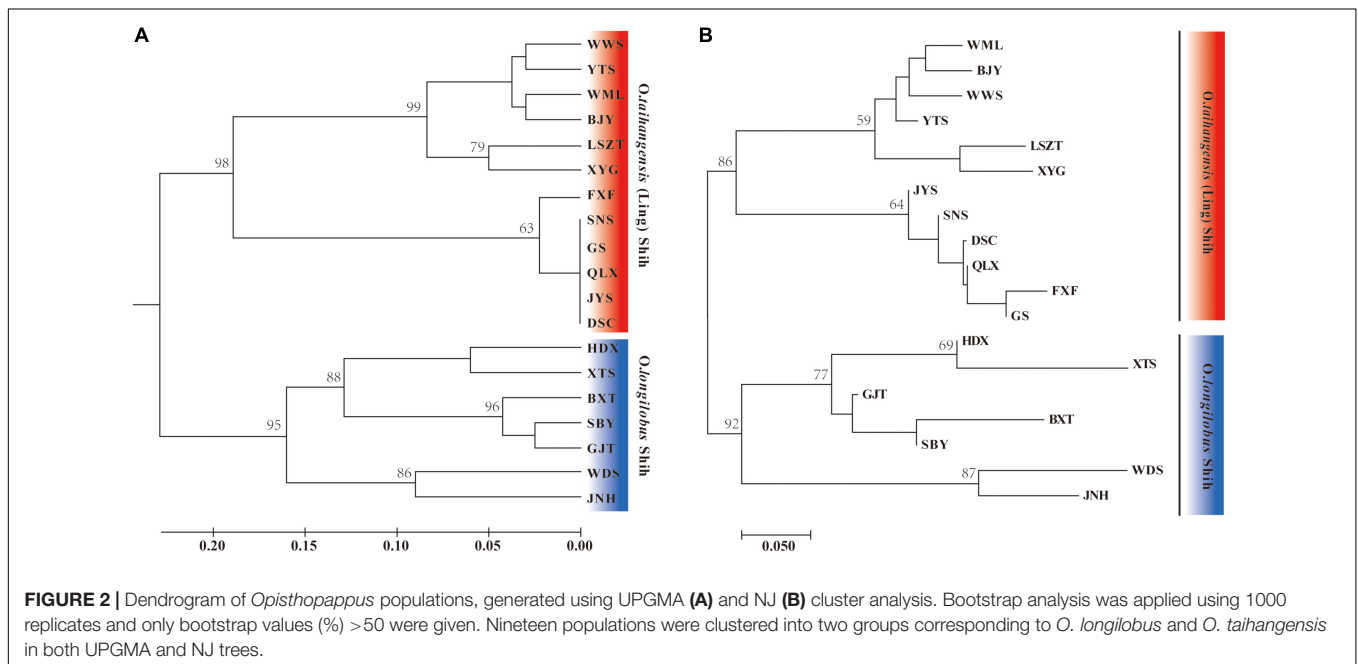 A
WWS
YTS
WML
99
BJY
79
LSZT
98
XYG
FXF
SNS
63
GS
QLX
JYS
DSC
O.taihangensis (Ling) Shih
HDX
88
XTS
BXT
96
SBY
95
GJT
86
WDS
JNH
O.longilobus Shih
0.20 0.15 0.10 0.05 0.00
B
WML
BJY
WWS
59
YTS
LSZT
86
XYG
JYS
64
SNS
DSC
QLX
FXF
GS
O.taihangensis (Ling) Shih
HDX
69
XTS
77
GJT
BXT
92
SBY
WDS
87
JNH
O.longilobus Shih
0.050
FIGURE 2 | Dendrogram of Opisthopappus populations, generated using UPGMA (A) and NJ (B) cluster analysis. Bootstrap analysis was applied using 1000
replicates and only bootstrap values (%) >50 were given. Nineteen populations were clustered into two groups corresponding to O. longilobus and O. taihangensis
in both UPGMA and NJ trees.